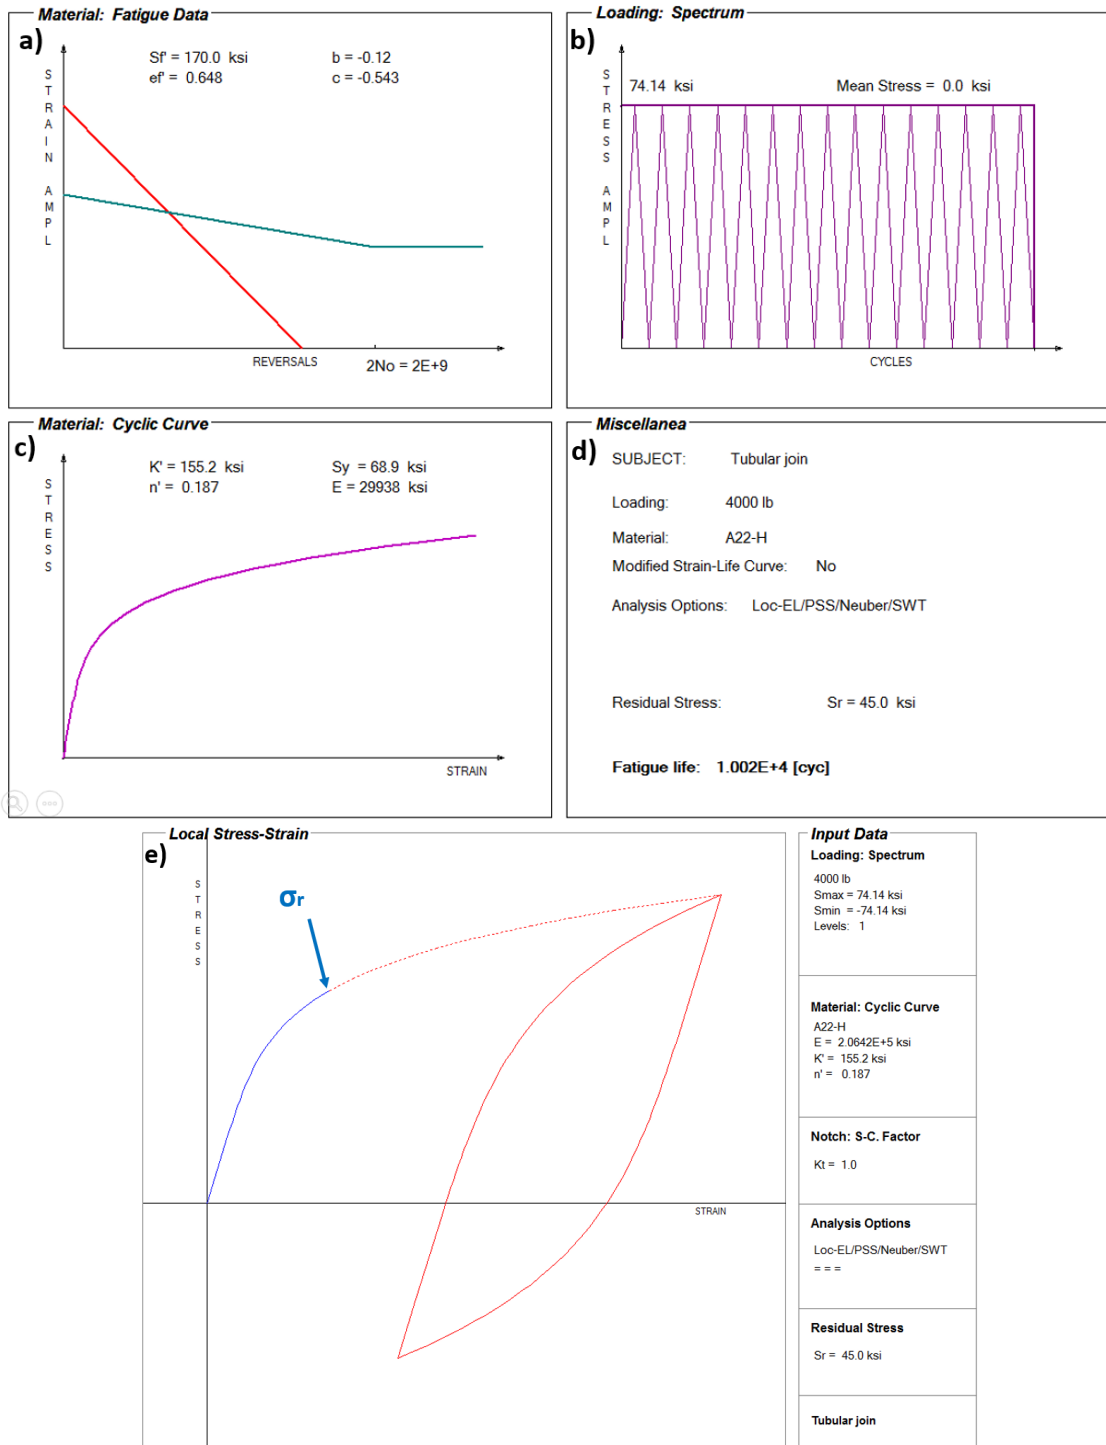 Material: Fatigue Data
a)
Sf' = 170.0 ksi
b = -0.12
ef' = 0.648
c = -0.543
STRAIN AMPL
REVERSALS
2No = 2E+9
Loading: Spectrum
b)
74.14 ksi
Mean Stress = 0.0 ksi
STRESS AMPL
CYCLES
Material: Cyclic Curve
c)
K' = 155.2 ksi
Sy = 68.9 ksi
n' = 0.187
E = 29938 ksi
STRESS
STRAIN
Miscellanea
d)
SUBJECT: Tubular join
Loading: 4000 lb
Material: A22-H
Modified Strain-Life Curve: No
Analysis Options: Loc-EL/PSS/Neuber/SWT
Residual Stress: Sr = 45.0 ksi
Fatigue life: 1.002E+4 [cyc]
Local Stress-Strain
e)
STRESS
σr
STRAIN
Input Data
Loading: Spectrum
4000 lb
Smax = 74.14 ksi
Smin = -74.14 ksi
Levels: 1
Material: Cyclic Curve
A22-H
E = 2.0642E+5 ksi
K' = 155.2 ksi
n' = 0.187
Notch: S-C. Factor
Kt = 1.0
Analysis Options
Loc-EL/PSS/Neuber/SWT
= = =
Residual Stress
Sr = 45.0 ksi
Tubular join